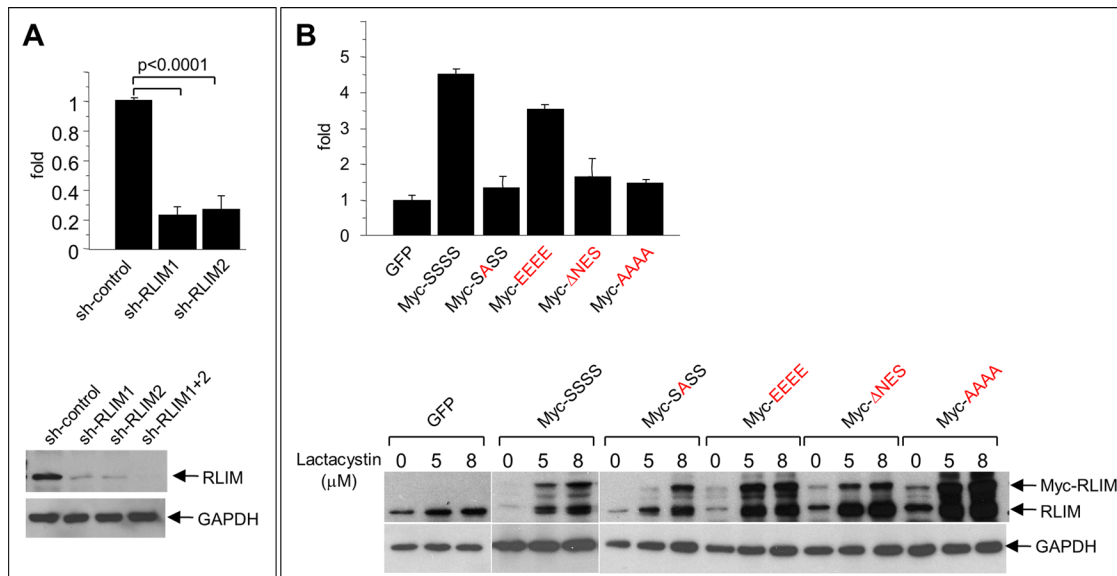 A
p<0.0001
fold
1
0.8
0.6
0.4
0.2
0
sh-control
sh-RLIM1
sh-RLIM2
sh-control
sh-RLIM1
sh-RLIM2
sh-RLIM1+2
RLIM
GAPDH
B
fold
5
4
3
2
1
0
GFP
Myc-SSSS
Myc-SASS
Myc-EEEE
Myc-ΔNES
Myc-AAAA
GFP
Myc-SSSS
Myc-SASS
Myc-EEEE
Myc-ΔNES
Myc-AAAA
Lactacystin 0 5 8 0 5 8 0 5 8 0 5 8 0 5 8 0 5 8
(μM)
Myc-RLIM
RLIM
GAPDH